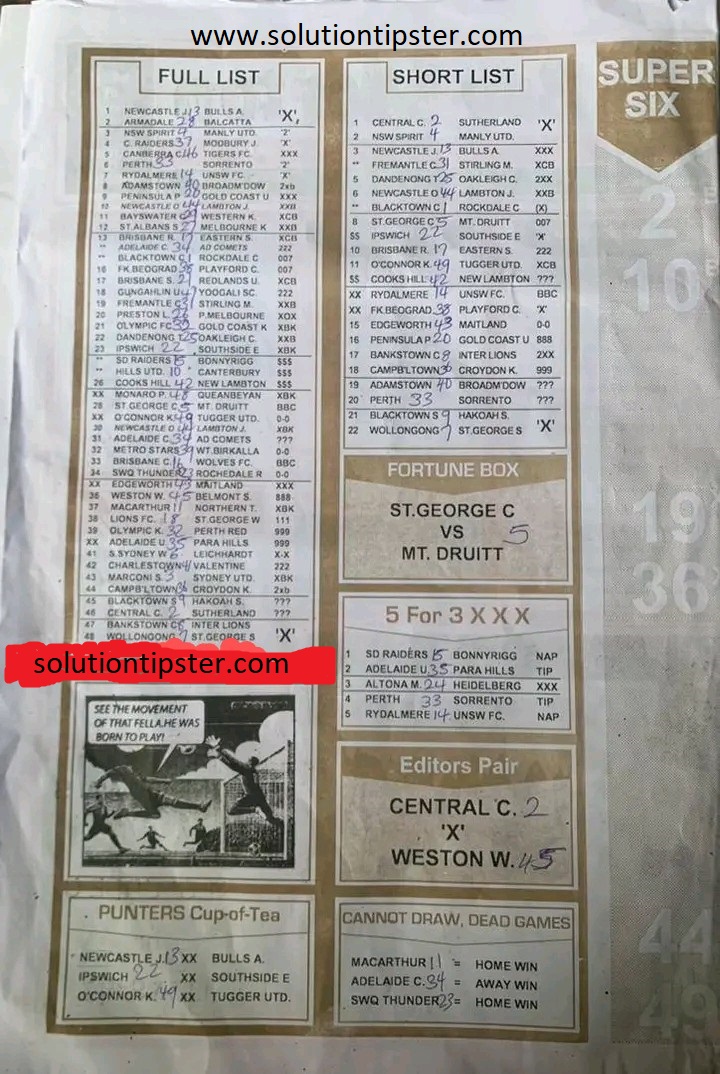 www.solutiontipster.com
FULL LIST
1 NEWCASTLE J. 13 BULLS A. 'X'
2 ARMADALE 28 BALCATTA
3 NSW SPIRIT 4 MANLY UTD. '2'
4 C. RAIDERS 37 MODBURY J. 'X'
5 CANBERRA C 46 TIGERS FC. XXX
6 PERTH 33 SORRENTO '2'
7 RYDALMERE 14 UNSW FC. 'X'
8 ADAMSTOWN 40 BROADM'DOW 2xb
9 PENINSULA P 20 GOLD COAST U XXX
10 NEWCASTLE O 44 LAMBTON J. XXB
11 BAYSWATER WESTERN K. XCB
12 ST.ALBANS S 27 MELBOURNE K XXB
13 BRISBANE R. 17 EASTERN S. XCB
** ADELAIDE C. 34 AD COMETS 222
** BLACKTOWN C 1 ROCKDALE C 007
16 FK.BEOGRAD 38 PLAYFORD C. 007
17 BRISBANE S. 21 REDLANDS U. XCB
18 GUNGAHLIN U 47 YOOGALI SC. 222
19 FREMANTLE C 31 STIRLING M. XXB
20 PRESTON L. 26 P.MELBOURNE XOX
21 OLYMPIC FC 32 GOLD COAST K XBK
22 DANDENONG T 25 OAKLEIGH C. XXB
23 IPSWICH 22 SOUTHSIDE E XBK
** SD RAIDERS 15 BONNYRIGG $$$
** HILLS UTD. 10 CANTERBURY $$$
26 COOKS HILL 42 NEW LAMBTON $$$
XX MONARO P. 48 QUEANBEYAN XBK
28 ST.GEORGE C 5 MT. DRUITT BBC
XX O'CONNOR K 49 TUGGER UTD. 0-0
30 NEWCASTLE O 44 LAMBTON J. XBK
31 ADELAIDE C. 34 AD COMETS ???
32 METRO STARS 39 WT.BIRKALLA 0-0
33 BRISBANE C. 16 WOLVES FC. BBC
34 SWQ THUNDER 23 ROCHEDALE R 0-0
XX EDGEWORTH 43 MAITLAND XXX
36 WESTON W. 45 BELMONT S. 888
37 MACARTHUR 11 NORTHERN T. XBK
38 LIONS FC. 18 ST.GEORGE W 111
39 OLYMPIC K. 32 PERTH RED 999
XX ADELAIDE U. 35 PARA HILLS 999
41 S.SYDNEY W 6 LEICHHARDT X-X
42 CHARLESTOWN 41 VALENTINE 222
43 MARCONI S. 3 SYDNEY UTD. XBK
44 CAMPB'LTOWN 36 CROYDON K. 2xb
45 BLACKTOWN S 9 HAKOAH S. ???
46 CENTRAL C. 2 SUTHERLAND ???
47 BANKSTOWN C 8 INTER LIONS
48 WOLLONGONG 7 ST.GEORGE S 'X'
solutiontipster.com
SEE THE MOVEMENT
OF THAT FELLA.HE WAS
BORN TO PLAY!
PUNTERS Cup-of-Tea
NEWCASTLE J. 13 XX BULLS A.
IPSWICH 22 XX SOUTHSIDE E
O'CONNOR K. 49 XX TUGGER UTD.
SHORT LIST
1 CENTRAL C. 2 SUTHERLAND 'X'
2 NSW SPIRIT 4 MANLY UTD.
3 NEWCASTLE J. 13 BULLS A. XXX
** FREMANTLE C. 31 STIRLING M. XCB
5 DANDENONG T 25 OAKLEIGH C. 2XX
6 NEWCASTLE O 44 LAMBTON J. XXB
** BLACKTOWN C 1 ROCKDALE C (X)
8 ST.GEORGE C 5 MT. DRUITT 007
$$ IPSWICH 22 SOUTHSIDE E 'X'
10 BRISBANE R. 17 EASTERN S. 222
11 O'CONNOR K. 49 TUGGER UTD. XCB
$$ COOKS HILL 42 NEW LAMBTON ???
XX RYDALMERE 14 UNSW FC. BBC
XX FK.BEOGRAD 38 PLAYFORD C. 'X'
15 EDGEWORTH 43 MAITLAND 0-0
16 PENINSULA P 20 GOLD COAST U 888
17 BANKSTOWN C 8 INTER LIONS 2XX
18 CAMPB'LTOWN 36 CROYDON K. 999
19 ADAMSTOWN 40 BROADM'DOW ???
20 PERTH 33 SORRENTO ???
21 BLACKTOWN S 9 HAKOAH S. 'X'
22 WOLLONGONG 7 ST.GEORGE S
FORTUNE BOX
ST.GEORGE C
VS 5
MT. DRUITT
5 For 3 X X X
1 SD RAIDERS 15 BONNYRIGG NAP
2 ADELAIDE U. 35 PARA HILLS TIP
3 ALTONA M. 24 HEIDELBERG XXX
4 PERTH 33 SORRENTO TIP
5 RYDALMERE 14 UNSW FC. NAP
Editors Pair
CENTRAL C. 2
'X'
WESTON W. 45
CANNOT DRAW, DEAD GAMES
MACARTHUR 11 = HOME WIN
ADELAIDE C. 34 = AWAY WIN
SWQ THUNDER 23 = HOME WIN
SUPER
SIX
2
10
19
36
44
49